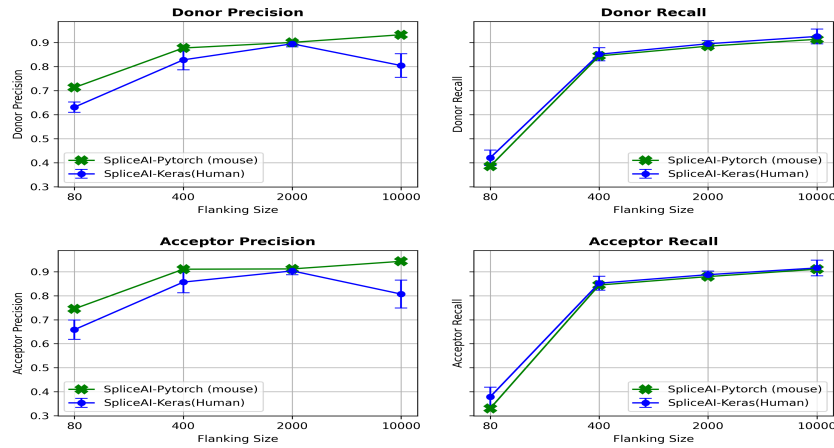 Donor Precision
Donor Precision
0.9
0.8
0.7
0.6
0.5
0.4
0.3
SpliceAI-Pytorch (mouse)
SpliceAI-Keras(Human)
80
400
2000
10000
Flanking Size
Donor Recall
Donor Recall
SpliceAI-Pytorch (mouse)
SpliceAI-Keras(Human)
80
400
2000
10000
Flanking Size
Acceptor Precision
Acceptor Precision
0.9
0.8
0.7
0.6
0.5
0.4
0.3
SpliceAI-Pytorch (mouse)
SpliceAI-Keras(Human)
80
400
2000
10000
Flanking Size
Acceptor Recall
Acceptor Recall
SpliceAI-Pytorch (mouse)
SpliceAI-Keras(Human)
80
400
2000
10000
Flanking Size